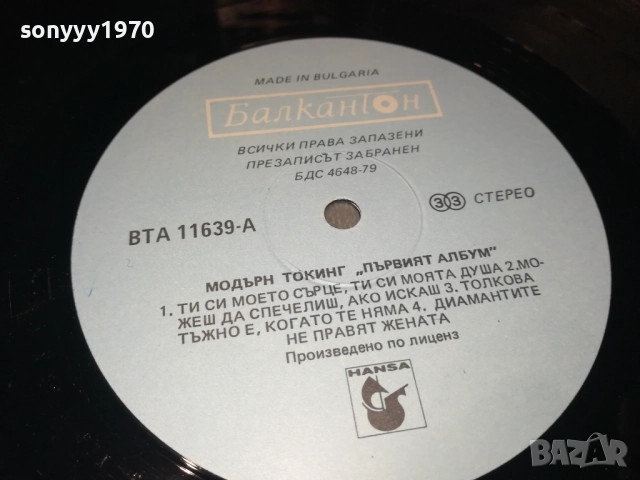 sonyyy1970
MADE IN BULGARIA
Балкантон
ВСИЧКИ ПРАВА ЗАПАЗЕНИ
ПРЕЗАПИСЪТ ЗАБРАНЕН
БДС 4648-79
ВТА 11639-А
33 СТЕРЕО
МОДЪРН ТОКИНГ „ПЪРВИЯТ АЛБУМ"
1. ТИ СИ МОЕТО СЪРЦЕ, ТИ СИ МОЯТА ДУША 2.МО-
ЖЕШ ДА СПЕЧЕЛИШ, АКО ИСКАШ 3. ТОЛКОВА
ТЪЖНО Е, КОГАТО ТЕ НЯМА 4. ДИАМАНТИТЕ
НЕ ПРАВЯТ ЖЕНАТА
Произведено по лиценз
HANSA
BAZAR.bg